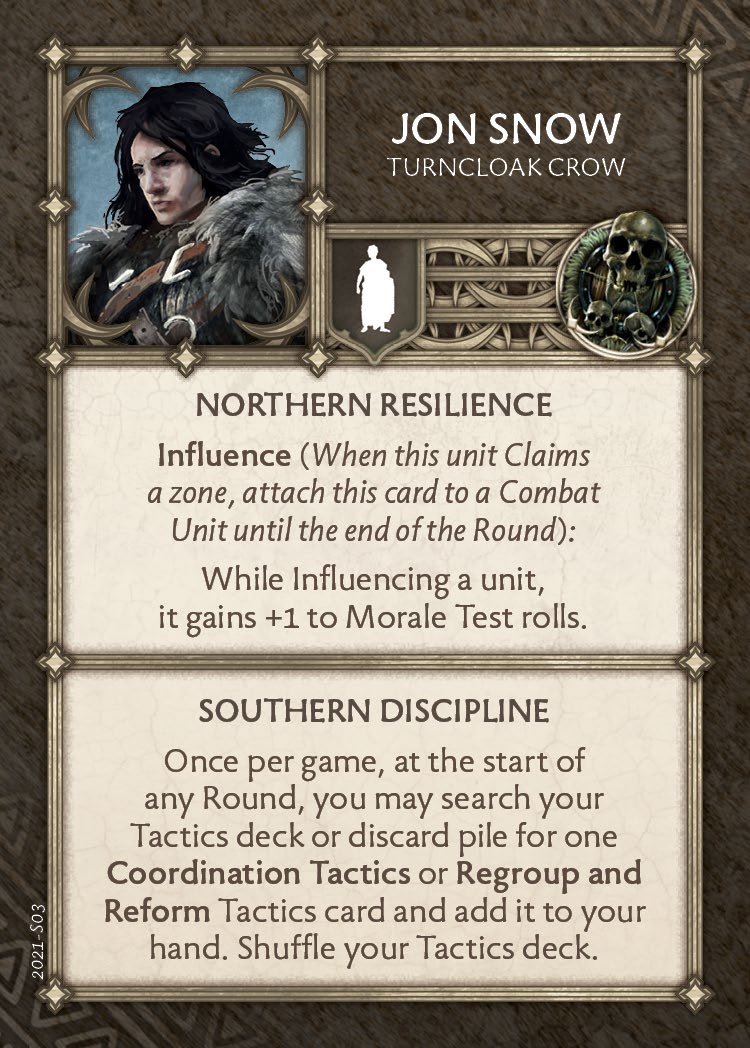 JON SNOW
TURNCLOAK CROW
NORTHERN RESILIENCE
Influence (When this unit Claims
a zone, attach this card to a Combat
Unit until the end of the Round):
While Influencing a unit,
it gains +1 to Morale Test rolls.
SOUTHERN DISCIPLINE
Once per game, at the start of
any Round, you may search your
Tactics deck or discard pile for one
Coordination Tactics or Regroup and
Reform Tactics card and add it to your
hand. Shuffle your Tactics deck.
2021-S03